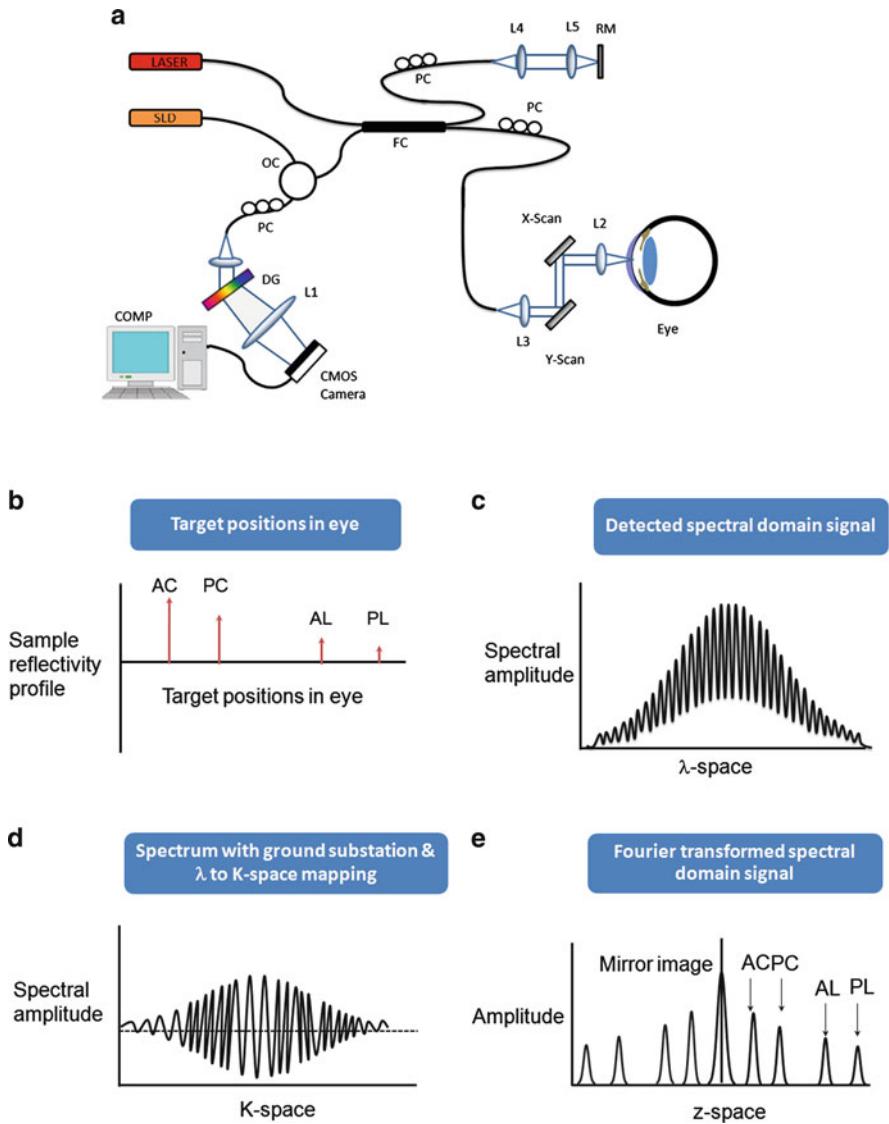 a
L4
L5
RM
LASER
PC
SLD
PC
FC
OC
PC
X-Scan
L2
DG
L1
COMP
L3
Y-Scan
Eye
CMOS
Camera
b
Target positions in eye
AC
PC
AL
PL
Sample
reflectivity
profile
Target positions in eye
c
Detected spectral domain signal
Spectral
amplitude
λ-space
d
Spectrum with ground substation &
λ to K-space mapping
Spectral
amplitude
K-space
e
Fourier transformed spectral
domain signal
Mirror image
ACPC
AL
PL
Amplitude
z-space